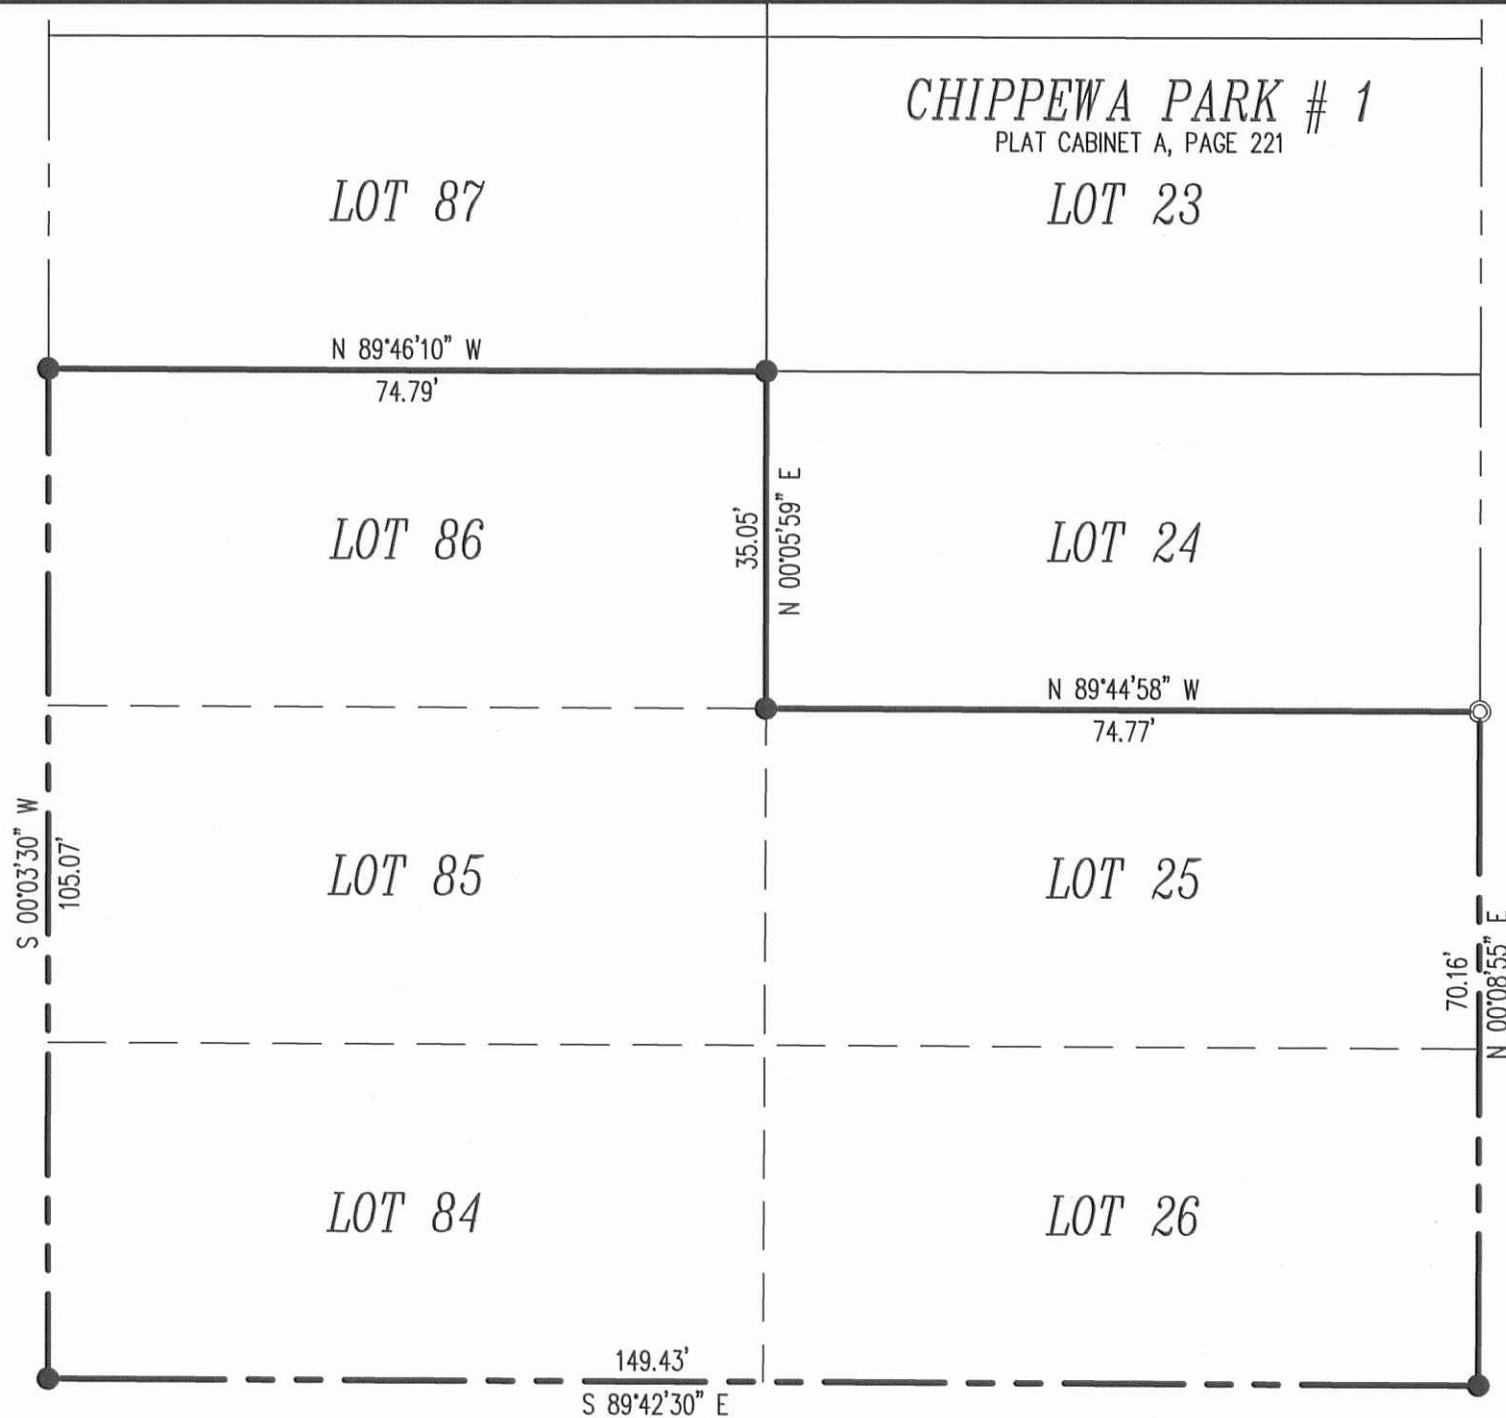 CHIPPEWA PARK # 1
PLAT CABINET A, PAGE 221
LOT 87
LOT 23
N 89°46'10" W
74.79'
LOT 86
35.05'
N 00°05'59" E
LOT 24
N 89°44'58" W
74.77'
S 00°03'30" W
105.07'
LOT 85
LOT 25
70.16'
N 00°08'55" E
LOT 84
LOT 26
149.43'
S 89°42'30" E